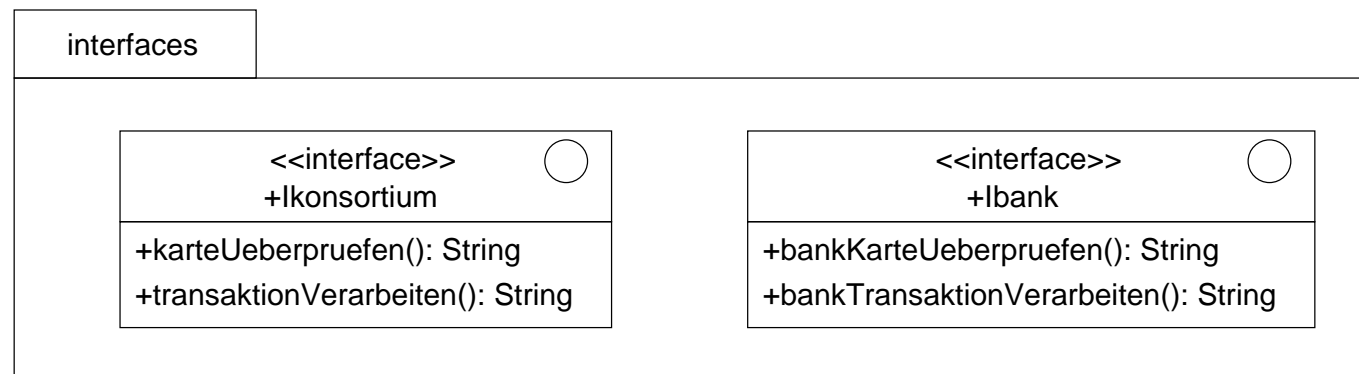 interfaces
<<interface>>
+Ikonsortium
+karteUeberpruefen(): String
+transaktionVerarbeiten(): String
<<interface>>
+Ibank
+bankKarteUeberpruefen(): String
+bankTransaktionVerarbeiten(): String